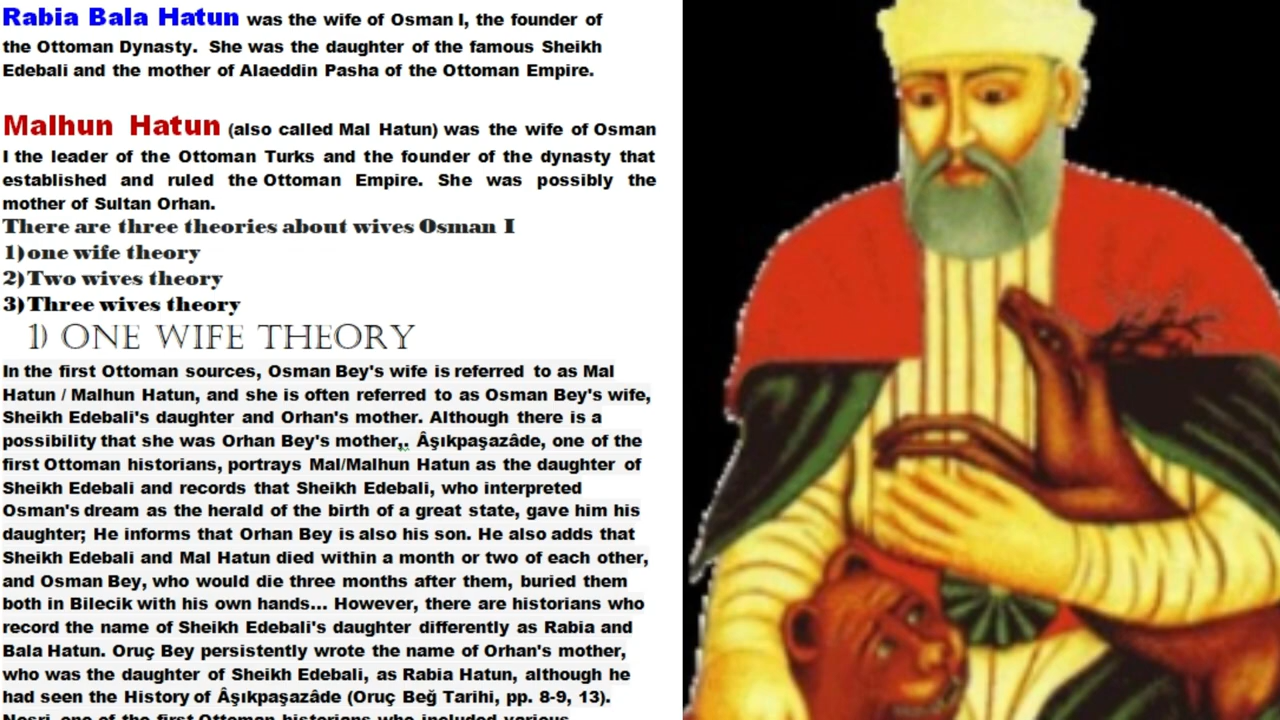 Rabia Bala Hatun was the wife of Osman I, the founder of
the Ottoman Dynasty. She was the daughter of the famous Sheikh
Edebali and the mother of Alaeddin Pasha of the Ottoman Empire.
Malhun Hatun (also called Mal Hatun) was the wife of Osman
I the leader of the Ottoman Turks and the founder of the dynasty that
established and ruled the Ottoman Empire. She was possibly the
mother of Sultan Orhan.
There are three theories about wives Osman I
1)one wife theory
2)Two wives theory
3)Three wives theory
1) ONE WIFE THEORY
In the first Ottoman sources, Osman Bey's wife is referred to as Mal
Hatun / Malhun Hatun, and she is often referred to as Osman Bey's wife,
Sheikh Edebali's daughter and Orhan's mother. Although there is a
possibility that she was Orhan Bey's mother,. Âşıkpaşazâde, one of the
first Ottoman historians, portrays Mal/Malhun Hatun as the daughter of
Sheikh Edebali and records that Sheikh Edebali, who interpreted
Osman's dream as the herald of the birth of a great state, gave him his
daughter; He informs that Orhan Bey is also his son. He also adds that
Sheikh Edebali and Mal Hatun died within a month or two of each other,
and Osman Bey, who would die three months after them, buried them
both in Bilecik with his own hands... However, there are historians who
record the name of Sheikh Edebali's daughter differently as Rabia and
Bala Hatun. Oruç Bey persistently wrote the name of Orhan's mother,
who was the daughter of Sheikh Edebali, as Rabia Hatun, although he
had seen the History of Âşıkpaşazâde (Oruç Beğ Tarihi, pp. 8-9, 13).
Neşri, one of the first Ottoman historians who included various